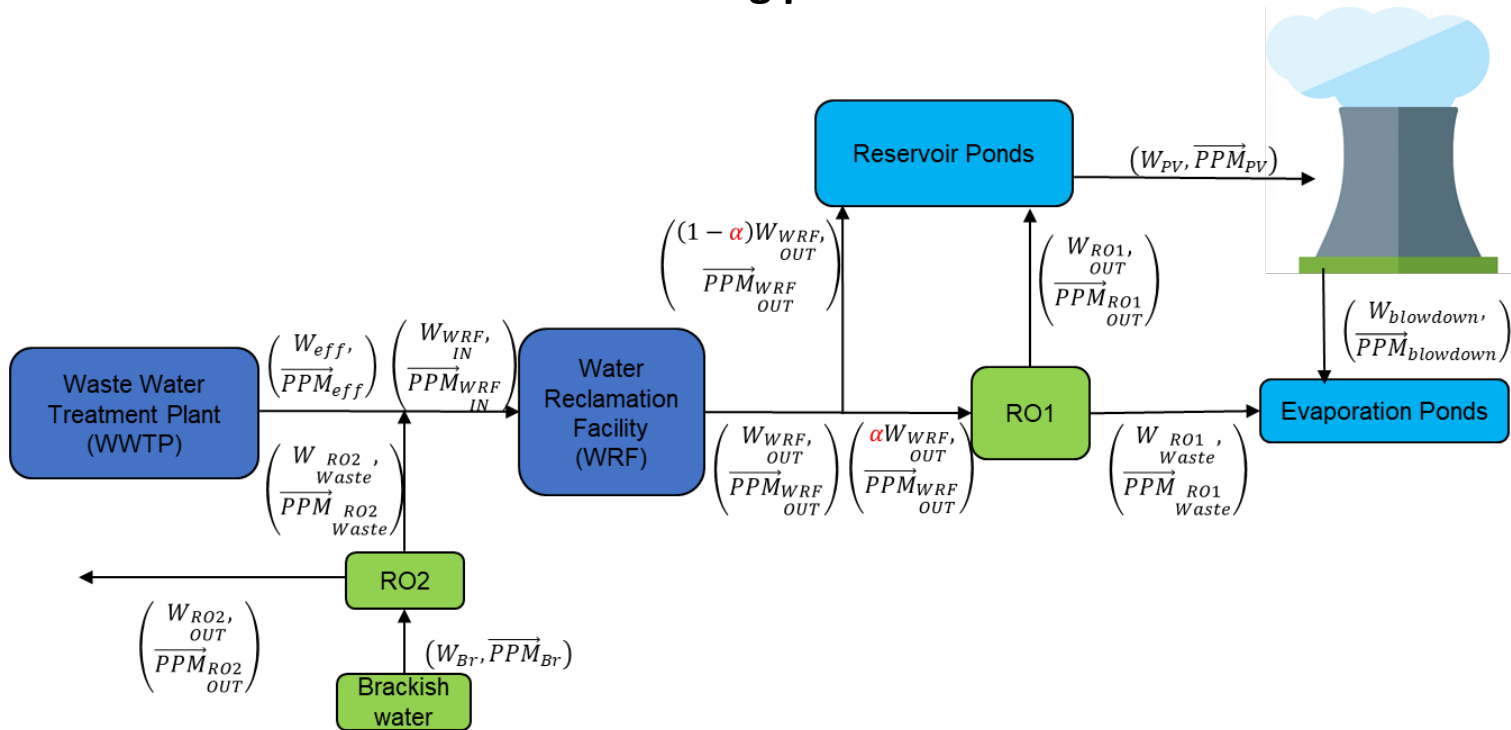 Reservoir Ponds
(W_PV, PPM_PV)
((1 − α)W_WRF,
OUT
PPM_WRF
OUT)
(W_RO1,
OUT
PPM_RO1
OUT)
(W_blowdown,
PPM_blowdown)
Waste Water
Treatment Plant
(WWTP)
(W_eff,
PPM_eff)
(W_WRF,
IN
PPM_WRF
IN)
Water
Reclamation
Facility
(WRF)
RO1
Evaporation Ponds
(W_RO2,
Waste
PPM_RO2
Waste)
(W_WRF,
OUT
PPM_WRF
OUT)
(αW_WRF,
OUT
PPM_WRF
OUT)
(W_RO1,
Waste
PPM_RO1
Waste)
RO2
(W_RO2,
OUT
PPM_RO2
OUT)
(W_Br, PPM_Br)
Brackish
water